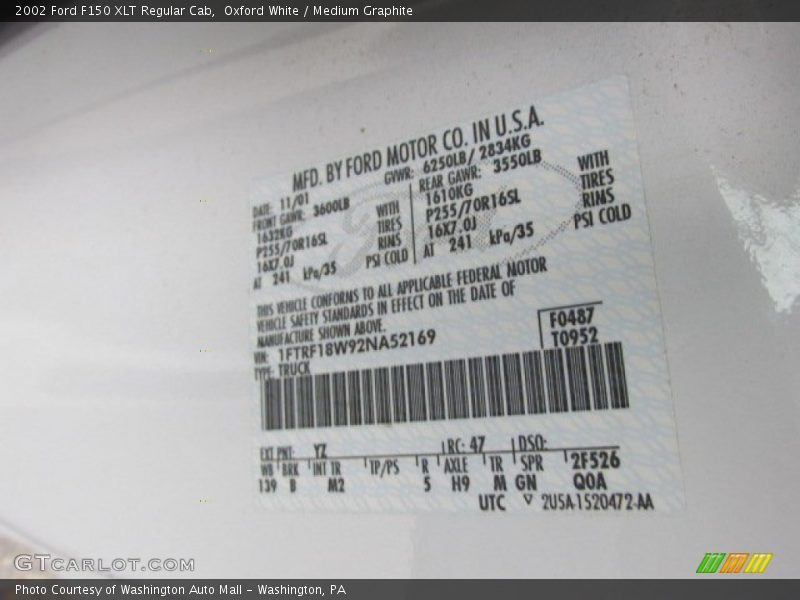 2002 Ford F150 XLT Regular Cab,  Oxford White / Medium Graphite
MFD. BY FORD MOTOR CO. IN U.S.A.
DATE: 11/01
GVWR: 6250LB/ 2834KG
FRONT GAWR: 3600LB
REAR GAWR: 3550LB
1632KG WITH
1610KG WITH
P255/70R16SL TIRES
P255/70R16SL TIRES
16X7.0J RIMS
16X7.0J RIMS
AT 241 kPa/35 PSI COLD
AT 241 kPa/35 PSI COLD
THIS VEHICLE CONFORMS TO ALL APPLICABLE FEDERAL MOTOR
VEHICLE SAFETY STANDARDS IN EFFECT ON THE DATE OF
MANUFACTURE SHOWN ABOVE.
VIN: 1FTRF18W92NA52169
TYPE: TRUCK
F0487
T0952
EXT PNT: YZ RC: 47 DSO:
WB BRK INT TR TP/PS R AXLE TR SPR 2F526
139 B M2 5 H9 M GN QOA
UTC ▽ 2U5A-1520472-AA
GTCARLOT.COM
Photo Courtesy of Washington Auto Mall - Washington, PA